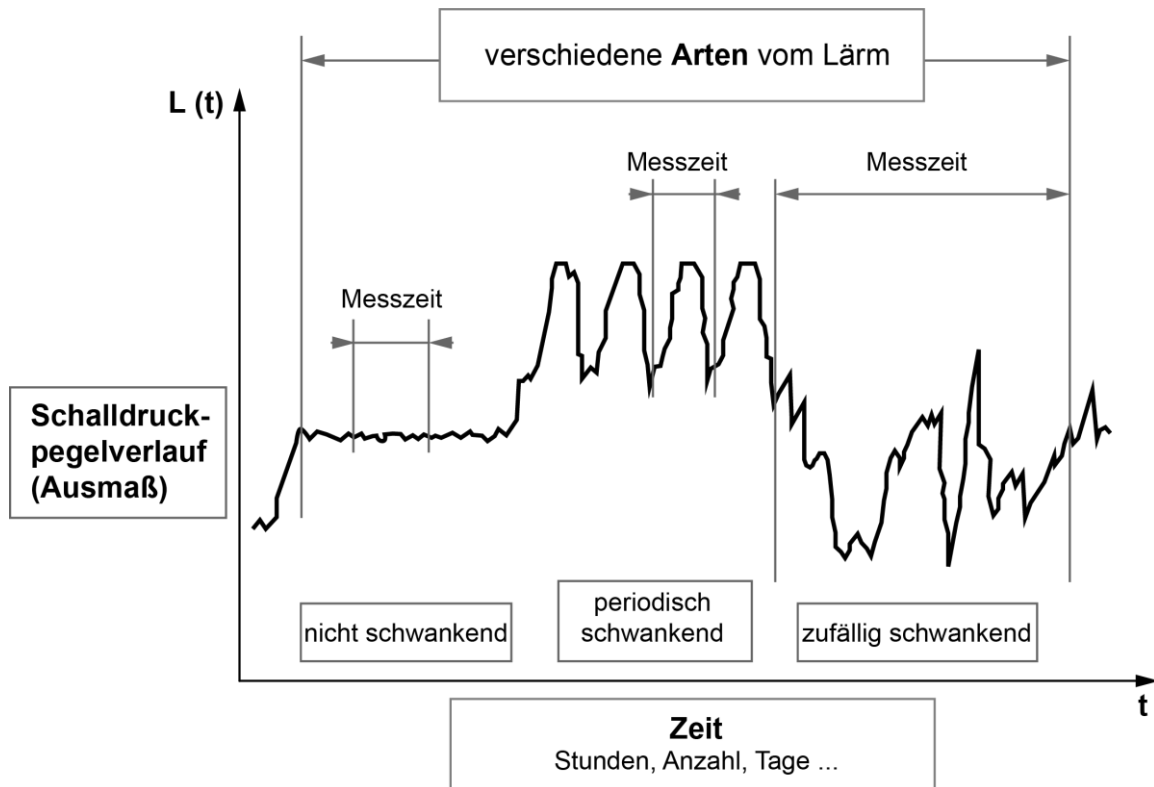 verschiedene Arten vom Lärm
L (t)
Messzeit
Messzeit
Messzeit
Schalldruck-
pegelverlauf
(Ausmaß)
nicht schwankend
periodisch
schwankend
zufällig schwankend
t
Zeit
Stunden, Anzahl, Tage ...